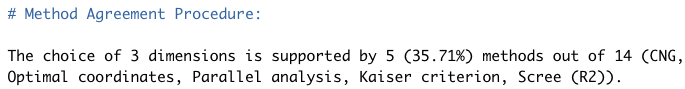 # Method Agreement Procedure:
The choice of 3 dimensions is supported by 5 (35.71%) methods out of 14 (CNG,
Optimal coordinates, Parallel analysis, Kaiser criterion, Scree (R2)).